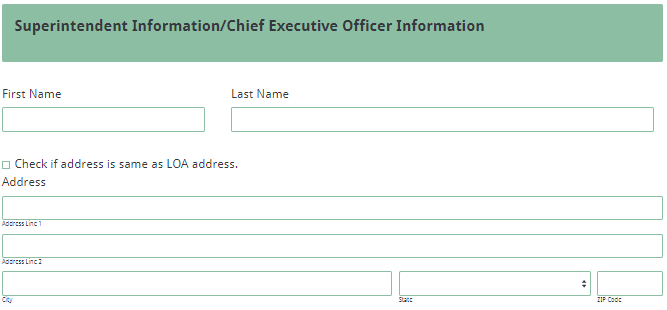 Superintendent Information/Chief Executive Officer Information
First Name Last Name
Check if address is same as LOA address.
Address
Address Line 1
Address Line 2
City State ZIP Code